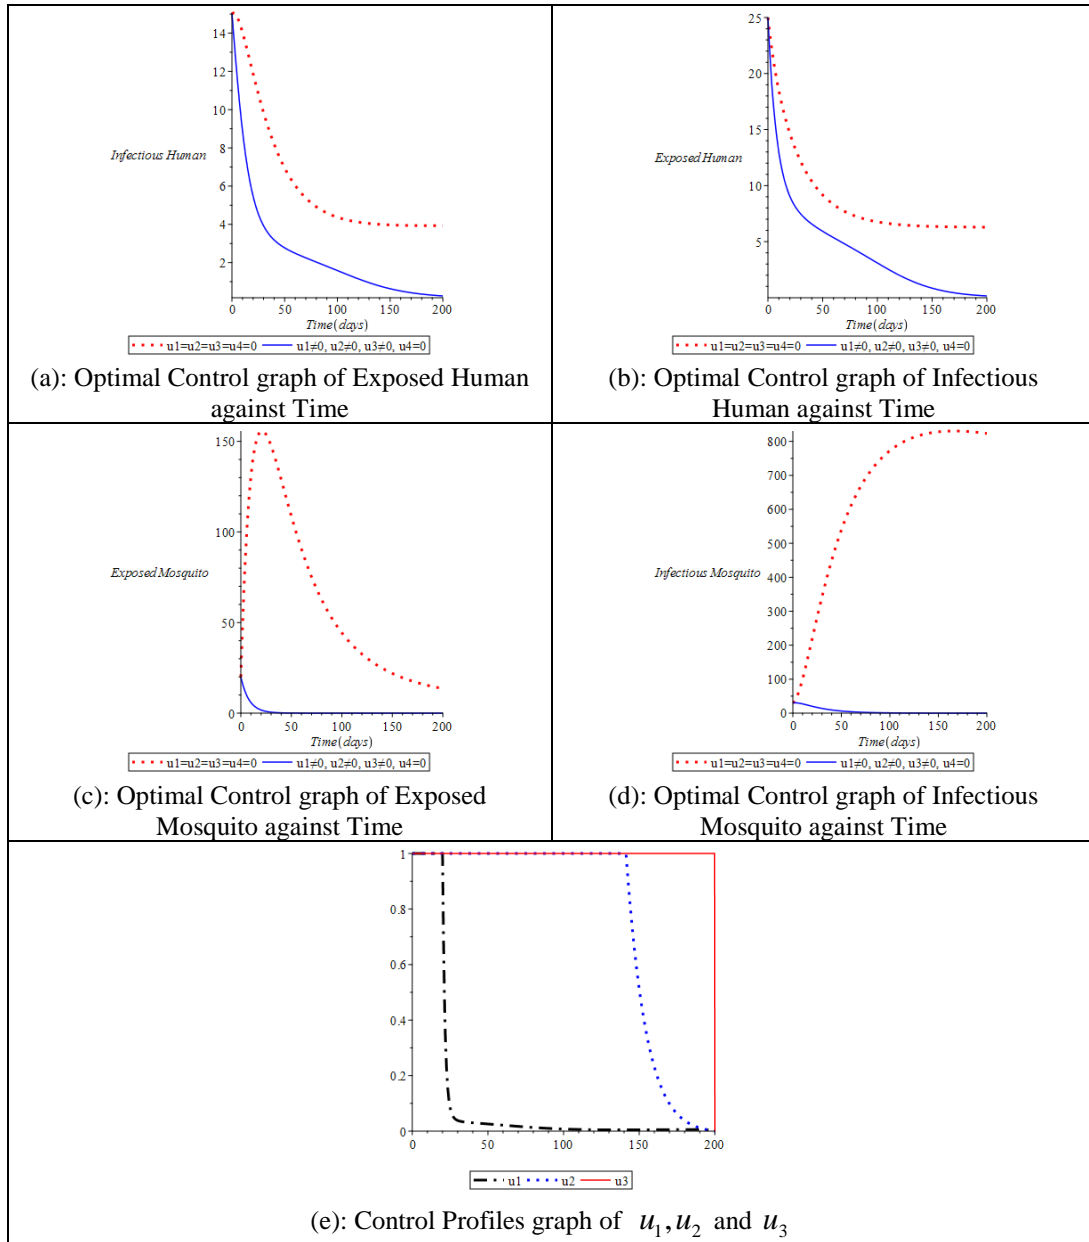 14
12
10
8
6
4
2
Infectious Human
0 50 100 150 200
Time(days)
u1=u2=u3=u4=0 u1≠0, u2≠0, u3≠0, u4=0
(a): Optimal Control graph of Exposed Human
against Time
25
20
15
10
5
Exposed Human
0 50 100 150 200
Time(days)
u1=u2=u3=u4=0 u1≠0, u2≠0, u3≠0, u4=0
(b): Optimal Control graph of Infectious
Human against Time
150
100
50
0
Exposed Mosquito
0 50 100 150 200
Time(days)
u1=u2=u3=u4=0 u1≠0, u2≠0, u3≠0, u4=0
(c): Optimal Control graph of Exposed
Mosquito against Time
800
700
600
500
400
300
200
100
0
Infectious Mosquito
0 50 100 150 200
Time(days)
u1=u2=u3=u4=0 u1≠0, u2≠0, u3≠0, u4=0
(d): Optimal Control graph of Infectious
Mosquito against Time
1
0.8
0.6
0.4
0.2
0
0 50 100 150 200
u1 u2 u3
(e): Control Profiles graph of u₁,u₂ and u₃